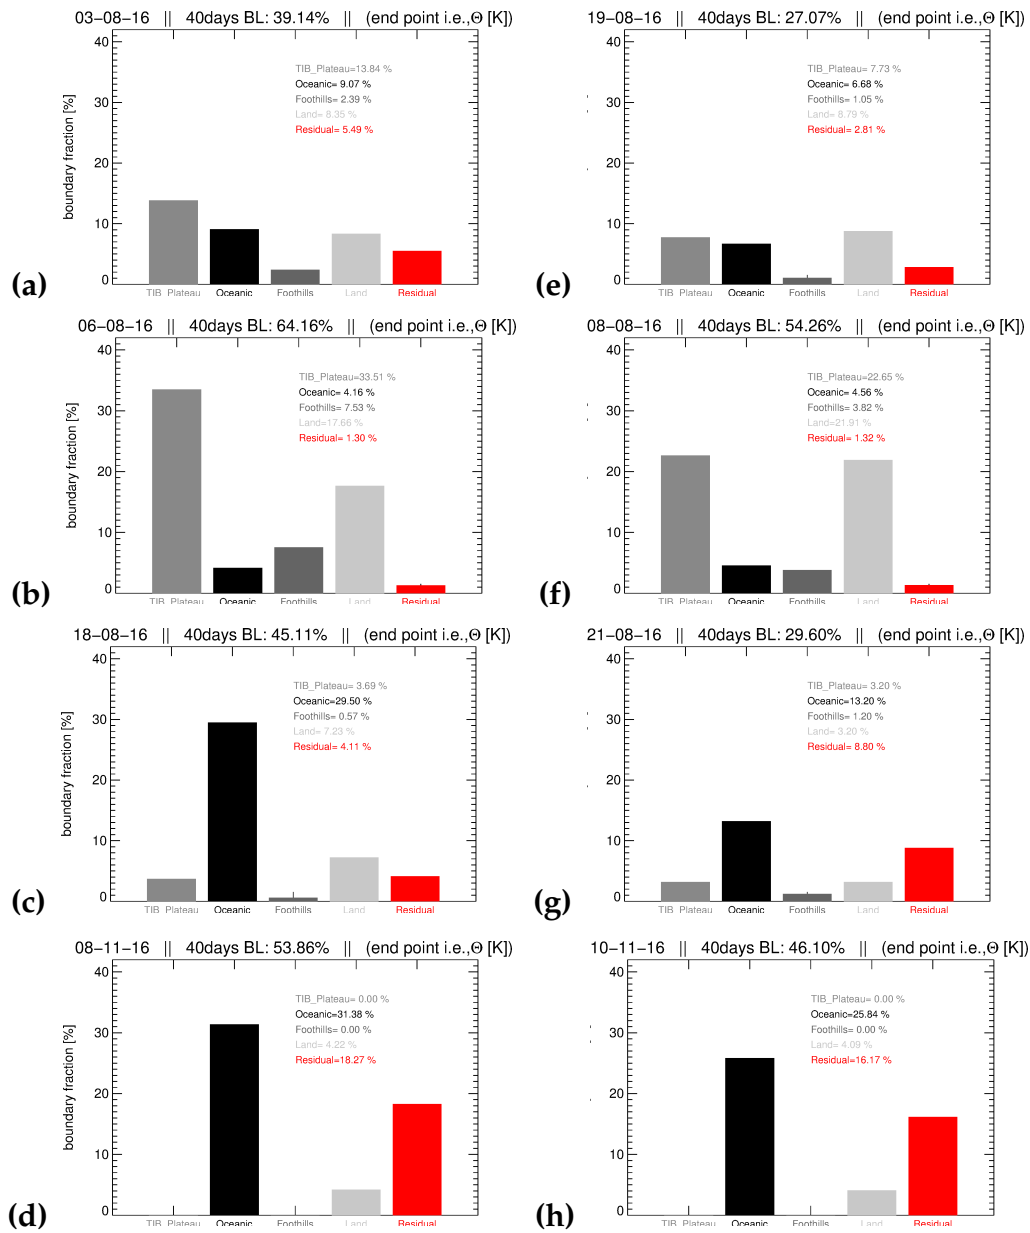 03-08-16 || 40days BL: 39.14% || (end point i.e.,Θ [K])
boundary fraction [%]
40
30
20
10
0
TIB_Plateau=13.84 %
Oceanic= 9.07 %
Foothills= 2.39 %
Land= 8.35 %
Residual= 5.49 %
TIB_Plateau Oceanic Foothills Land Residual
(a)
19-08-16 || 40days BL: 27.07% || (end point i.e.,Θ [K])
40
30
20
10
0
TIB_Plateau= 7.73 %
Oceanic= 6.68 %
Foothills= 1.05 %
Land= 8.79 %
Residual= 2.81 %
TIB_Plateau Oceanic Foothills Land Residual
(e)
06-08-16 || 40days BL: 64.16% || (end point i.e.,Θ [K])
boundary fraction [%]
40
30
20
10
0
TIB_Plateau=33.51 %
Oceanic= 4.16 %
Foothills= 7.53 %
Land=17.66 %
Residual= 1.30 %
TIB_Plateau Oceanic Foothills Land Residual
(b)
08-08-16 || 40days BL: 54.26% || (end point i.e.,Θ [K])
40
30
20
10
0
TIB_Plateau=22.65 %
Oceanic= 4.56 %
Foothills= 3.82 %
Land=21.91 %
Residual= 1.32 %
TIB_Plateau Oceanic Foothills Land Residual
(f)
18-08-16 || 40days BL: 45.11% || (end point i.e.,Θ [K])
boundary fraction [%]
40
30
20
10
0
TIB_Plateau= 3.69 %
Oceanic=29.50 %
Foothills= 0.57 %
Land= 7.23 %
Residual= 4.11 %
TIB_Plateau Oceanic Foothills Land Residual
(c)
21-08-16 || 40days BL: 29.60% || (end point i.e.,Θ [K])
40
30
20
10
0
TIB_Plateau= 3.20 %
Oceanic=13.20 %
Foothills= 1.20 %
Land= 3.20 %
Residual= 8.80 %
TIB_Plateau Oceanic Foothills Land Residual
(g)
08-11-16 || 40days BL: 53.86% || (end point i.e.,Θ [K])
boundary fraction [%]
40
30
20
10
0
TIB_Plateau= 0.00 %
Oceanic=31.38 %
Foothills= 0.00 %
Land= 4.22 %
Residual=18.27 %
TIB_Plateau Oceanic Foothills Land Residual
(d)
10-11-16 || 40days BL: 46.10% || (end point i.e.,Θ [K])
40
30
20
10
0
TIB_Plateau= 0.00 %
Oceanic=25.84 %
Foothills= 0.00 %
Land= 4.09 %
Residual=16.17 %
TIB_Plateau Oceanic Foothills Land Residual
(h)